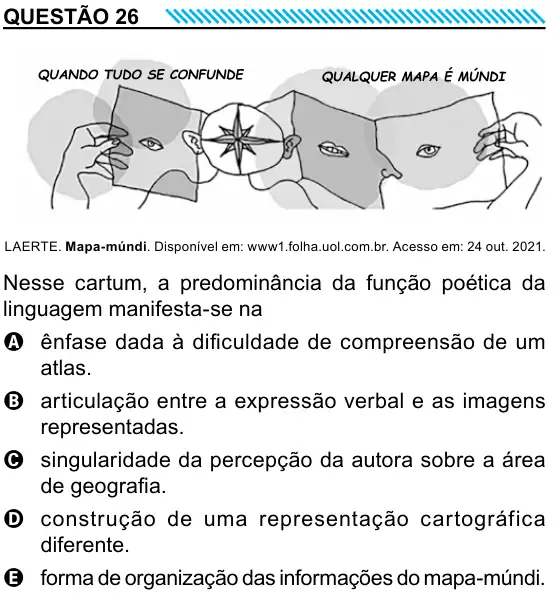 QUESTÃO 26
QUANDO TUDO SE CONFUNDE
QUALQUER MAPA É MÚNDI
LAERTE. Mapa-múndi. Disponível em: www1.folha.uol.com.br. Acesso em: 24 out. 2021.
Nesse cartum, a predominância da função poética da
linguagem manifesta-se na
A ênfase dada à dificuldade de compreensão de um
atlas.
B articulação entre a expressão verbal e as imagens
representadas.
C singularidade da percepção da autora sobre a área
de geografia.
D construção de uma representação cartográfica
diferente.
E forma de organização das informações do mapa-múndi.